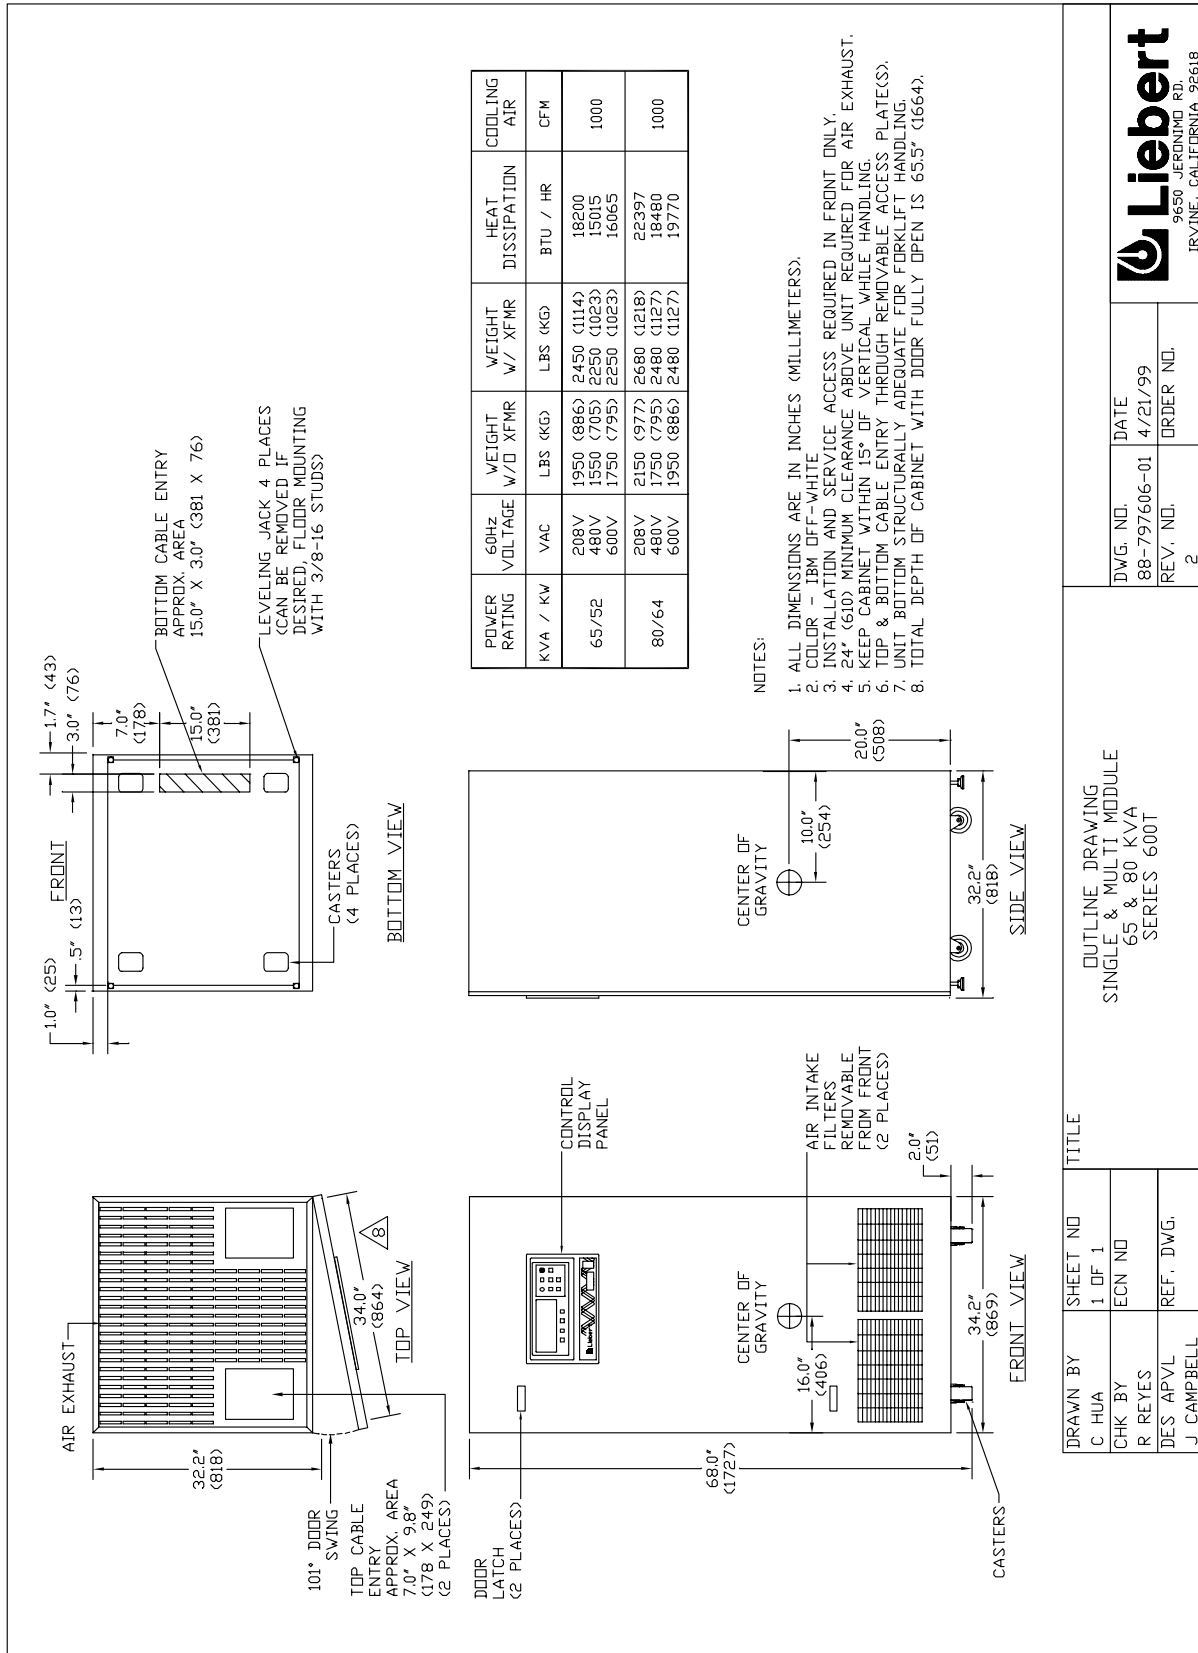 AIR EXHAUST
32.2"
(818)
101° DOOR
SWING
TOP CABLE
ENTRY
APPROX. AREA
7.0" X 9.8"
(178 X 249)
(2 PLACES)
34.0"
(864)
8
TOP VIEW
1.0" (25)
.5" (13)
FRONT
1.7" (43)
3.0" (76)
7.0"
(178)
15.0"
(381)
BOTTOM CABLE ENTRY
APPROX. AREA
15.0" X 3.0" (381 X 76)
LEVELING JACK 4 PLACES
(CAN BE REMOVED IF
DESIRED, FLOOR MOUNTING
WITH 3/8-16 STUDS)
CASTERS
(4 PLACES)
BOTTOM VIEW
DOOR
LATCH
(2 PLACES)
68.0"
(1727)
CASTERS
CONTROL
DISPLAY
PANEL
Liebert
CENTER OF
GRAVITY
16.0"
(406)
AIR INTAKE
FILTERS
REMOVABLE
FROM FRONT
(2 PLACES)
2.0"
(51)
34.2"
(869)
FRONT VIEW
CENTER OF
GRAVITY
10.0"
(254)
20.0"
(508)
32.2"
(818)
SIDE VIEW
POWER RATING 60Hz VOLTAGE WEIGHT W/O XFMR WEIGHT W/ XFMR HEAT DISSIPATION COOLING AIR
KVA / KW VAC LBS (KG) LBS (KG) BTU / HR CFM
65/52 208V 1950 (886) 2450 (1114) 18200 1000
480V 1550 (705) 2250 (1023) 15015
600V 1750 (795) 2250 (1023) 16065
80/64 208V 2150 (977) 2680 (1218) 22397 1000
480V 1750 (795) 2480 (1127) 18480
600V 1950 (886) 2480 (1127) 19770
NOTES:
1. ALL DIMENSIONS ARE IN INCHES (MILLIMETERS).
2. COLOR - IBM OFF-WHITE
3. INSTALLATION AND SERVICE ACCESS REQUIRED IN FRONT ONLY.
4. 24" (610) MINIMUM CLEARANCE ABOVE UNIT REQUIRED FOR AIR EXHAUST.
5. KEEP CABINET WITHIN 15° OF VERTICAL WHILE HANDLING.
6. TOP & BOTTOM CABLE ENTRY THROUGH REMOVABLE ACCESS PLATE(S).
7. UNIT BOTTOM STRUCTURALLY ADEQUATE FOR FORKLIFT HANDLING.
8. TOTAL DEPTH OF CABINET WITH DOOR FULLY OPEN IS 65.5" (1664).
DRAWN BY
C HUA
CHK BY
R REYES
DES APVL
J CAMPBELL
SHEET NO
1 OF 1
ECN NO
REF. DWG.
TITLE
OUTLINE DRAWING
SINGLE & MULTI MODULE
65 & 80 KVA
SERIES 600T
DWG. NO.
88-797606-01
REV. NO.
2
DATE
4/21/99
ORDER NO.
Liebert
9650 JERONIMO RD.
IRVINE, CALIFORNIA 92618